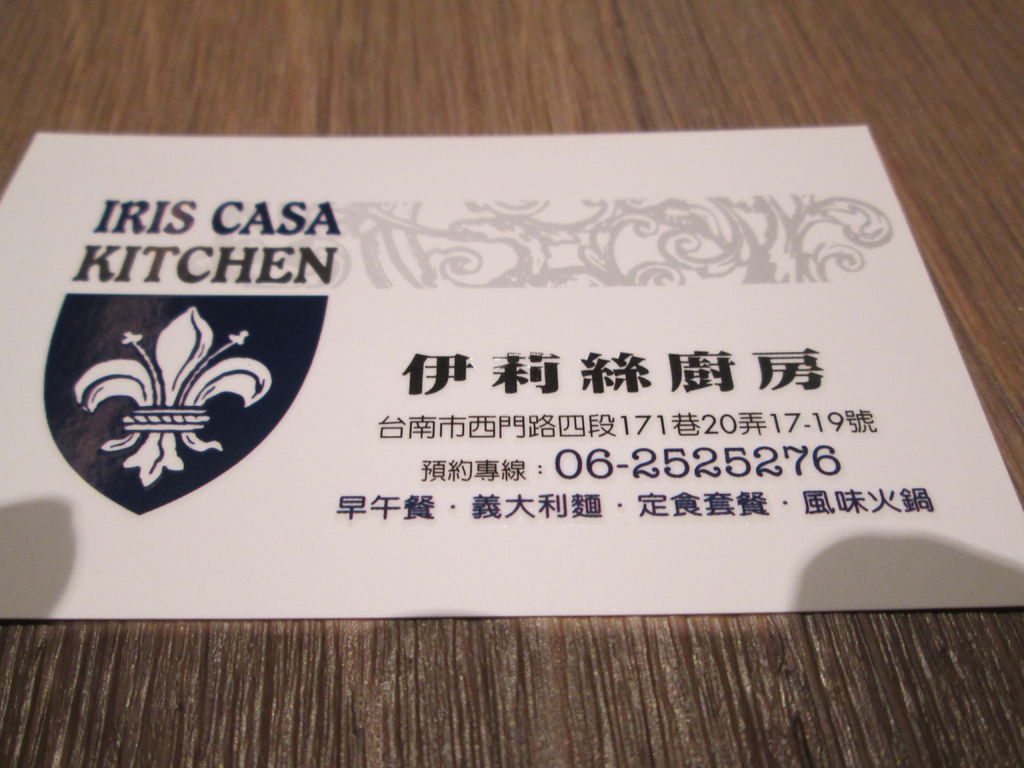 IRIS CASA
KITCHEN
伊莉絲廚房
台南市西門路四段171巷20弄17-19號
預約專線：06-2525276
早午餐·義大利麵·定食套餐·風味火鍋